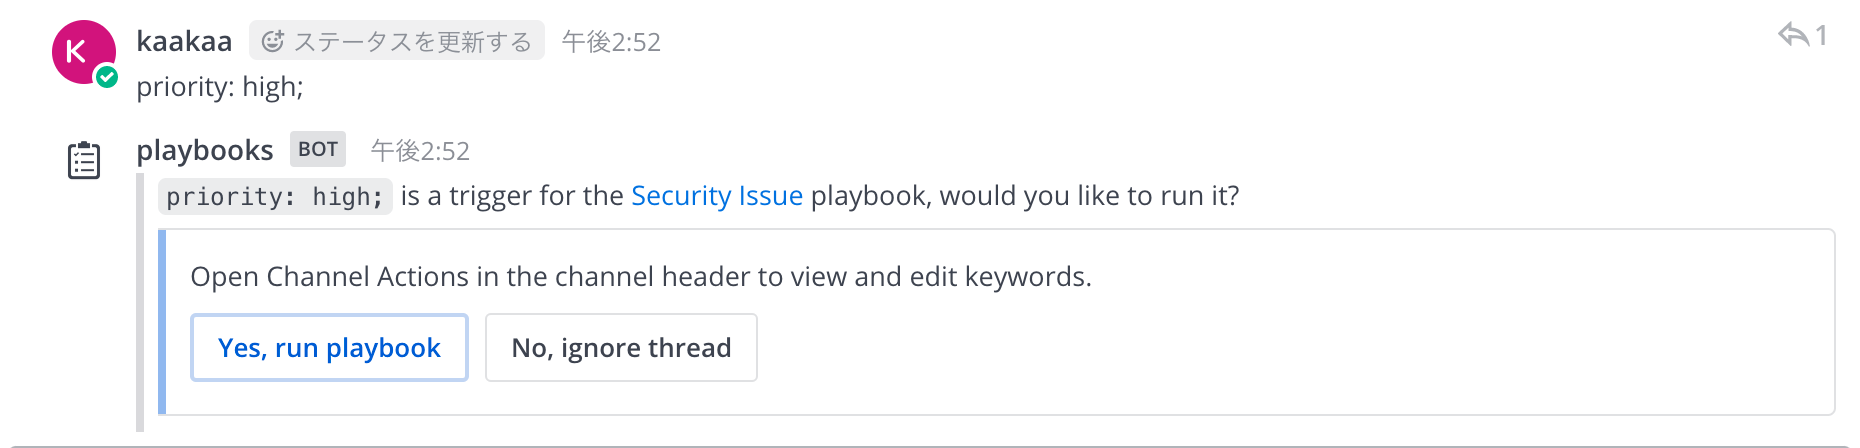 K kaakaa ステータスを更新する 午後2:52 1
priority: high;
playbooks BOT 午後2:52
priority: high; is a trigger for the Security Issue playbook, would you like to run it?
Open Channel Actions in the channel header to view and edit keywords.
Yes, run playbook No, ignore thread